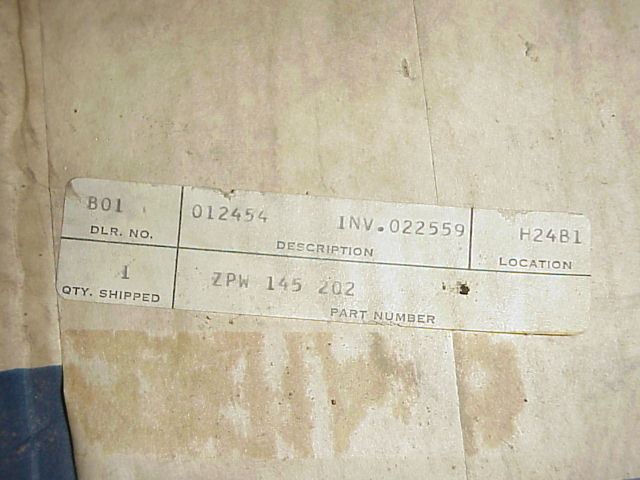 B01 012454 INV.022559 H24B1
DLR. NO. DESCRIPTION LOCATION
1 ZPW 145 202
QTY. SHIPPED PART NUMBER